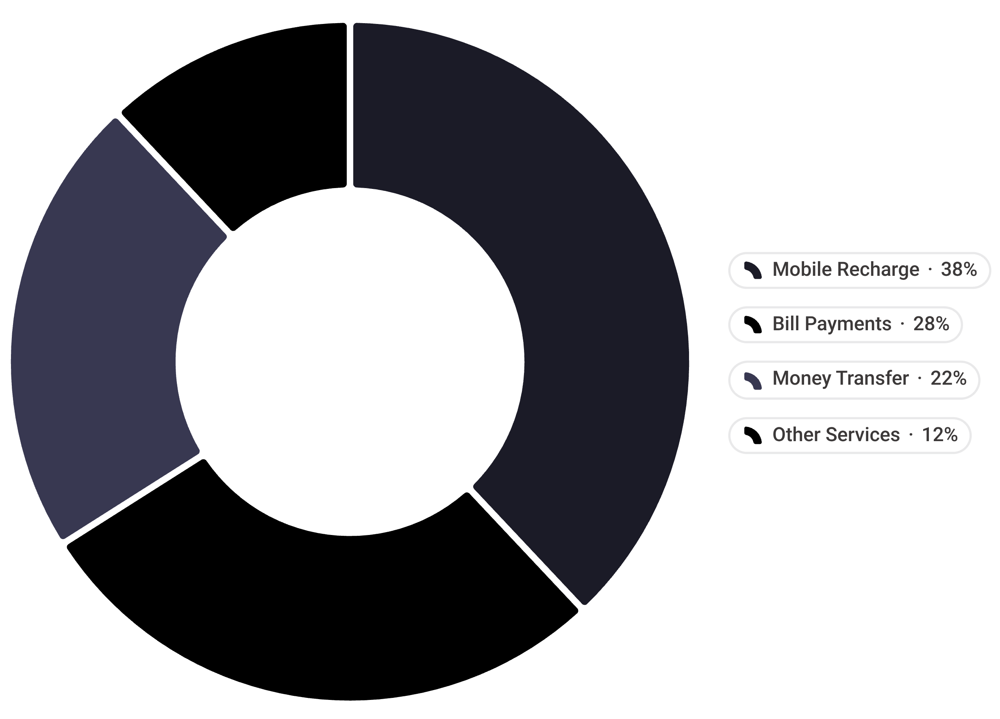 Mobile Recharge · 38%
Bill Payments · 28%
Money Transfer · 22%
Other Services · 12%